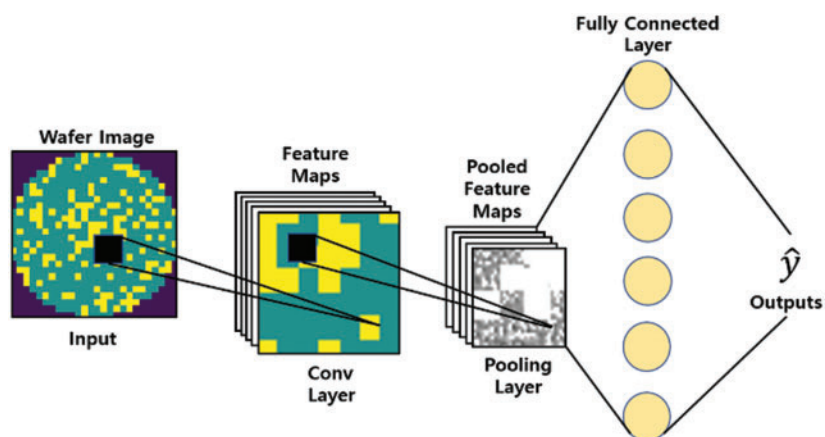 Wafer Image
Input
Feature
Maps
Conv
Layer
Pooled
Feature
Maps
Pooling
Layer
Fully Connected
Layer
ŷ
Outputs